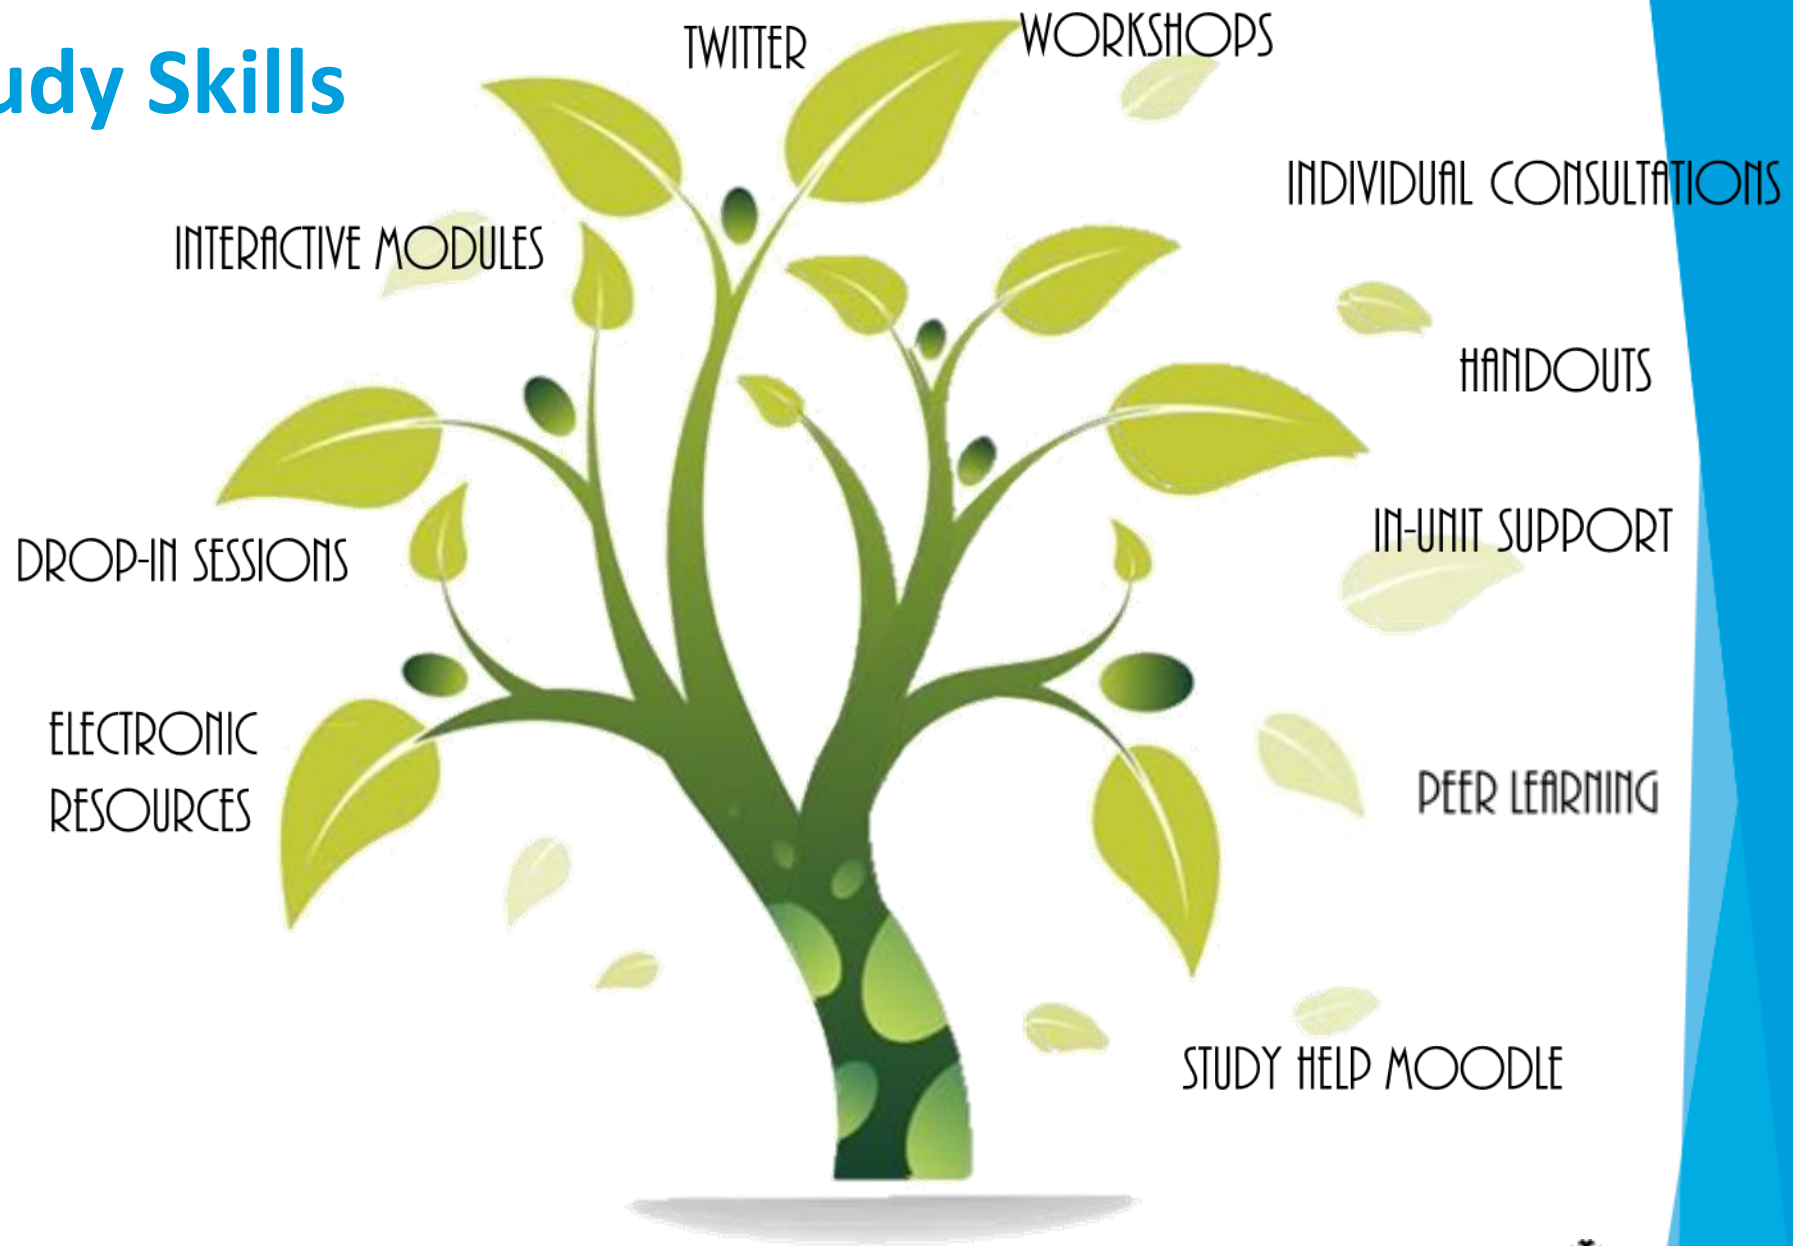 udy Skills
TWITTER
WORKSHOPS
INDIVIDUAL CONSULTATIONS
INTERACTIVE MODULES
HANDOUTS
IN-UNIT SUPPORT
DROP-IN SESSIONS
ELECTRONIC
RESOURCES
PEER LEARNING
STUDY HELP MOODLE